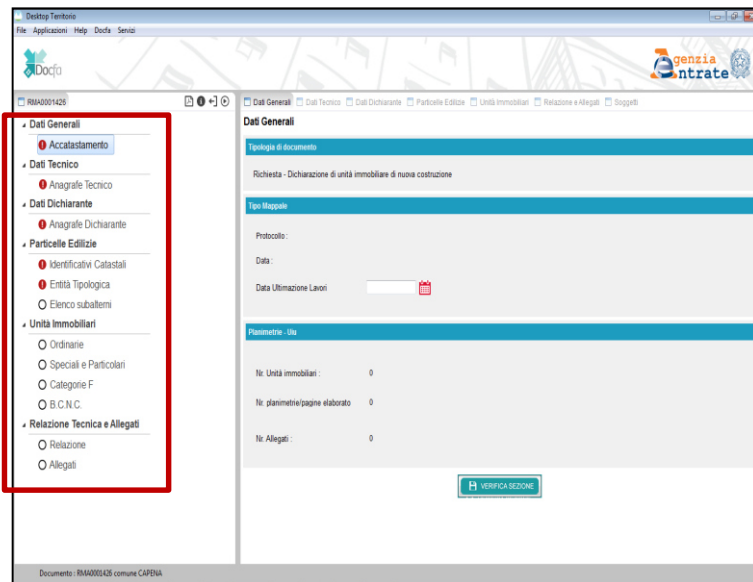 Desktop Territorio
File Applicazioni Help Docfa Servizi
Docfa
Agenzia
Entrate
RMA0001426
Dati Generali
Accatastamento
Dati Tecnico
Anagrafe Tecnico
Dati Dichiarante
Anagrafe Dichiarante
Particelle Edilizie
Identificativi Catastali
Entità Tipologica
Elenco subalterni
Unità Immobiliari
Ordinarie
Speciali e Particolari
Categorie F
B.C.N.C.
Relazione Tecnica e Allegati
Relazione
Allegati
Dati Generali Dati Tecnico Dati Dichiarante Particelle Edilizie Unità Immobiliari Relazione e Allegati Soggetti
Dati Generali
Tipologia di documento
Richiesta - Dichiarazione di unità immobiliare di nuova costruzione
Tipo Mappale
Protocollo :
Data :
Data Ultimazione Lavori
Planimetrie - Uiu
Nr. Unità immobiliari : 0
Nr. planimetrie/pagine elaborato 0
Nr. Allegati : 0
VERIFICA SEZIONE
Documento : RMA0001426 comune CAPENA